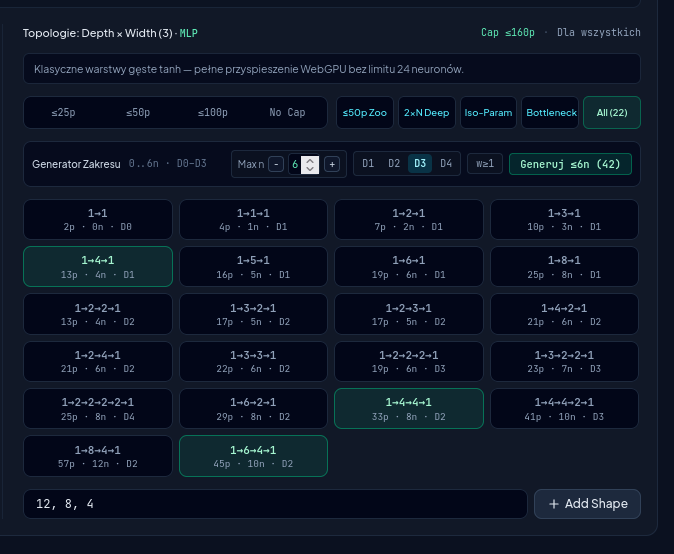 Topologie: Depth × Width (3) · MLP Cap ≤160p · Dla wszystkich
Klasyczne warstwy gęste tanh — pełne przyspieszenie WebGPU bez limitu 24 neuronów.
≤25p ≤50p ≤100p No Cap ≤50p Zoo 2×N Deep Iso-Param Bottleneck All (22)
Generator Zakresu 0..6n · D0–D3 Max n - 6 + D1 D2 D3 D4 w≥1 Generuj ≤6n (42)
1→1 1→1→1 1→2→1 1→3→1
2p · 0n · D0 4p · 1n · D1 7p · 2n · D1 10p · 3n · D1
1→4→1 1→5→1 1→6→1 1→8→1
13p · 4n · D1 16p · 5n · D1 19p · 6n · D1 25p · 8n · D1
1→2→2→1 1→3→2→1 1→2→3→1 1→4→2→1
13p · 4n · D2 17p · 5n · D2 17p · 5n · D2 21p · 6n · D2
1→2→4→1 1→3→3→1 1→2→2→2→1 1→3→2→2→1
21p · 6n · D2 22p · 6n · D2 19p · 6n · D3 23p · 7n · D3
1→2→2→2→2→1 1→6→2→1 1→4→4→1 1→4→4→2→1
25p · 8n · D4 29p · 8n · D2 33p · 8n · D2 41p · 10n · D3
1→8→4→1 1→6→4→1
57p · 12n · D2 45p · 10n · D2
12, 8, 4 + Add Shape